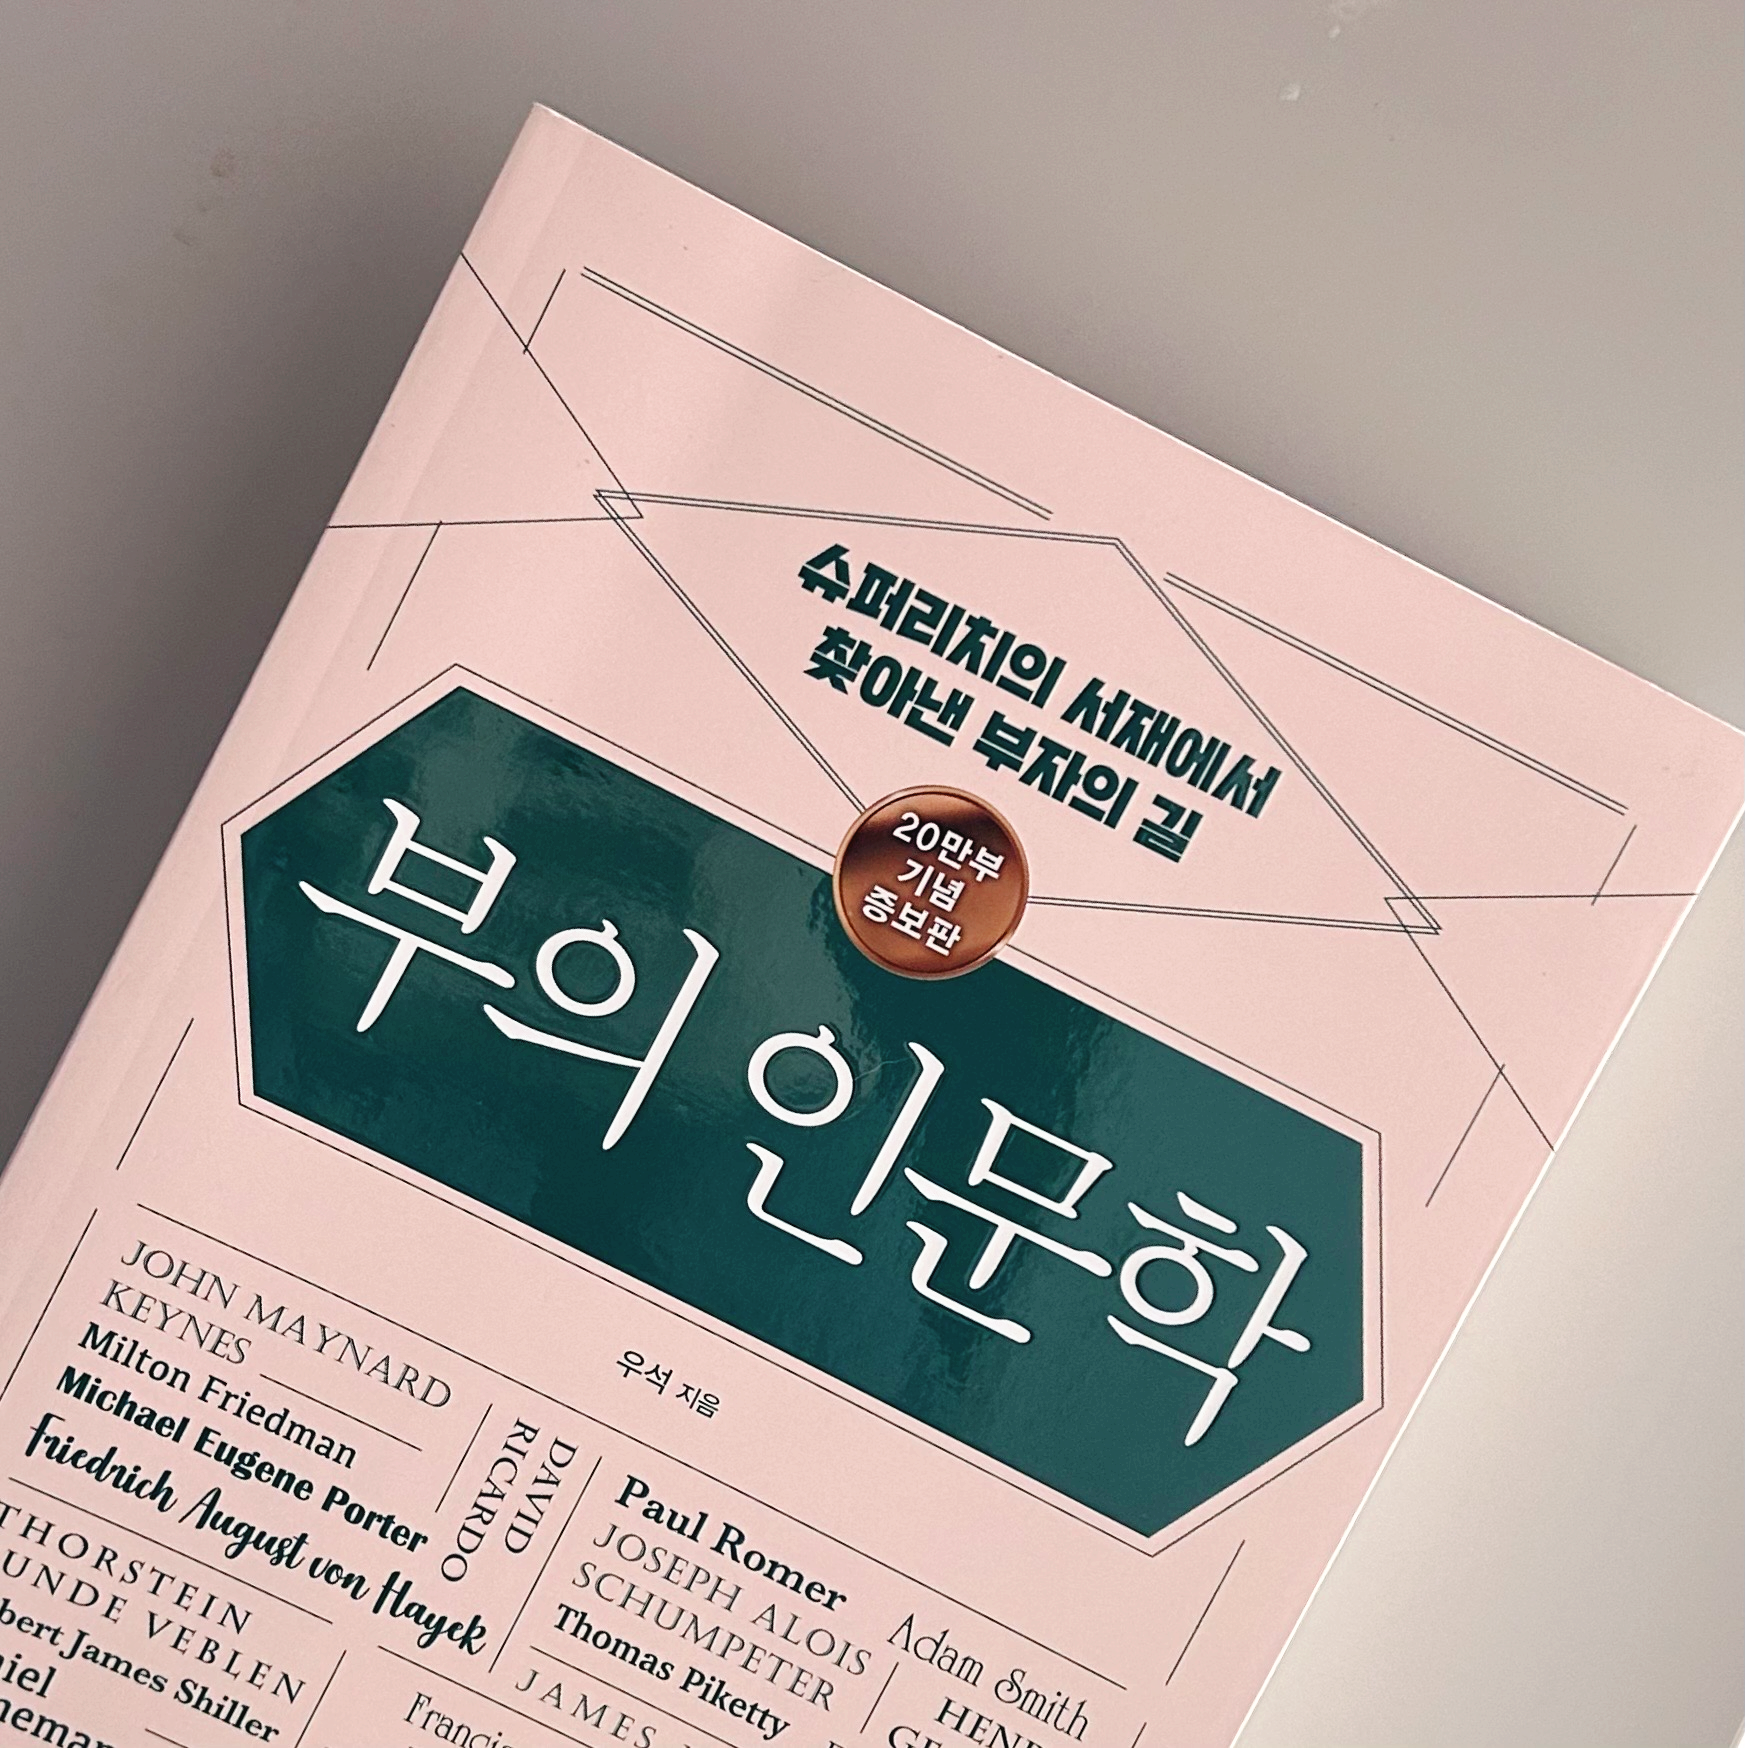 슈퍼리치의 서재에서
찾아낸 부자의 길
20만부
기념
증보판
부의 인문학
우석 지음
JOHN MAYNARD
KEYNES
Milton Friedman
Michael Eugene Porter
Friedrich August von Hayek
DAVID
RICARDO
THORSTEIN
BUNDE VEBLEN
James Shiller
Paul Romer
JOSEPH ALOIS
SCHUMPETER
Thomas Piketty
Adam Smith
JAMES